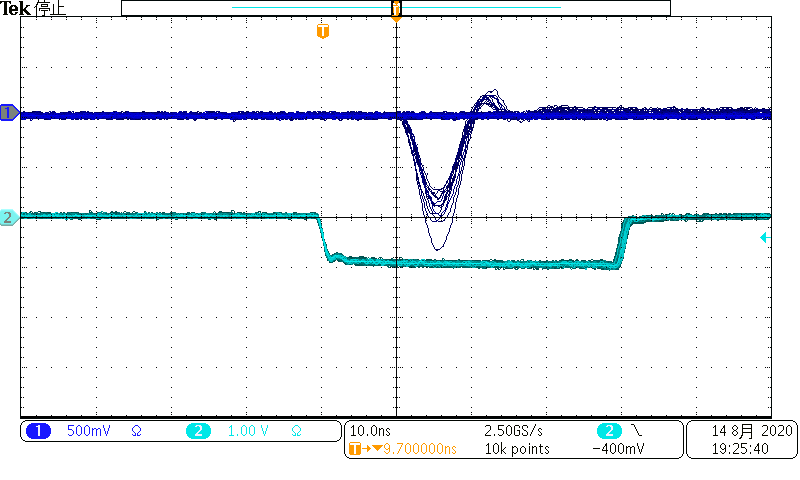 Tek 停止
T
T
1
2
1 500mV Ω 2 1.00 V Ω
10.0ns 2.50GS/s 2
T→▼9.700000ns 10k points −400mV
14 8月 2020
19:25:40